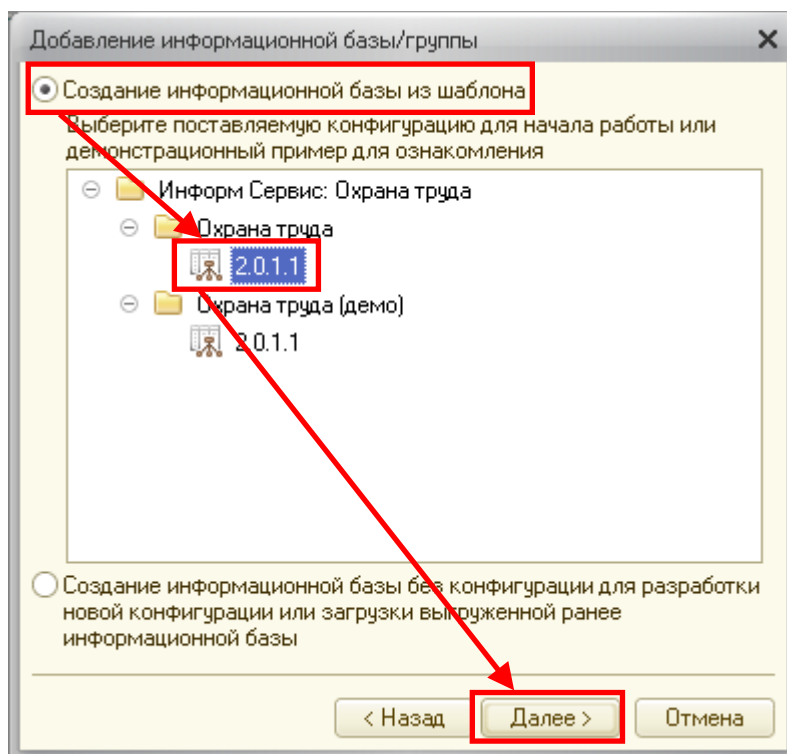 Добавление информационной базы/группы
Создание информационной базы из шаблона
Выберите поставляемую конфигурацию для начала работы или
демонстрационный пример для ознакомления
Информ Сервис: Охрана труда
Охрана труда
2.0.1.1
Охрана труда (демо)
2.0.1.1
Создание информационной базы без конфигурации для разработки
новой конфигурации или загрузки выгруженной ранее
информационной базы
< Назад
Далее >
Отмена